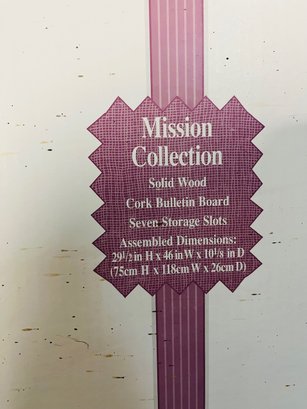 Mission
Collection
Solid Wood
Cork Bulletin Board
Seven Storage Slots
Assembled Dimensions:
29½ in H x 46 in W x 10⅛ in D
(75cm H x 118cm W x 26cm D)